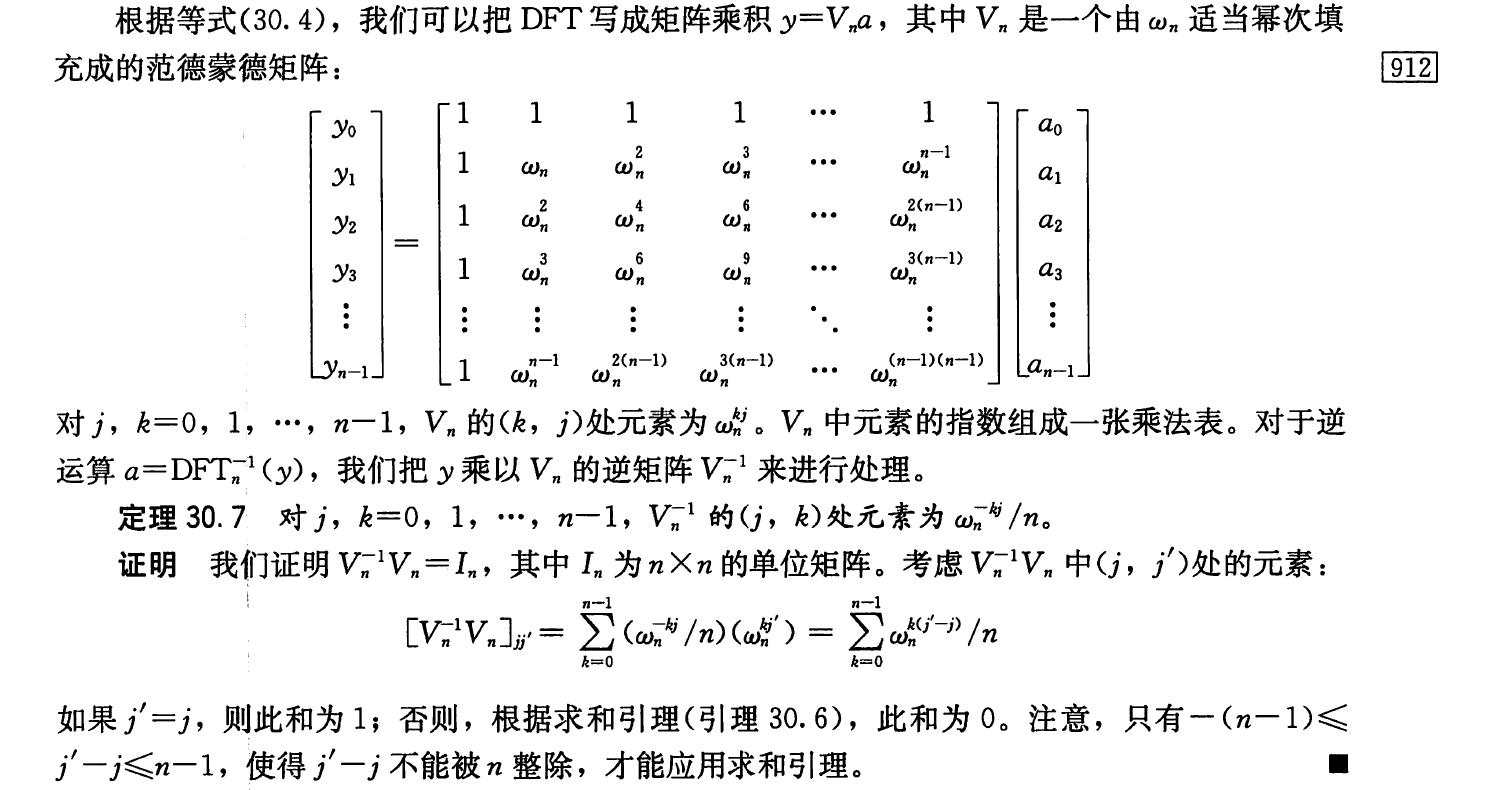 根据等式(30.4)，我们可以把 DFT 写成矩阵乘积 y=Vₙa，其中 Vₙ 是一个由 ωₙ 适当幂次填
充成的范德蒙德矩阵：
912
$$\begin{bmatrix} y_0 \\ y_1 \\ y_2 \\ y_3 \\ \vdots \\ y_{n-1} \end{bmatrix} = \begin{bmatrix} 1 & 1 & 1 & 1 & \cdots & 1 \\ 1 & \omega_n & \omega_n^2 & \omega_n^3 & \cdots & \omega_n^{n-1} \\ 1 & \omega_n^2 & \omega_n^4 & \omega_n^6 & \cdots & \omega_n^{2(n-1)} \\ 1 & \omega_n^3 & \omega_n^6 & \omega_n^9 & \cdots & \omega_n^{3(n-1)} \\ \vdots & \vdots & \vdots & \vdots & \ddots & \vdots \\ 1 & \omega_n^{n-1} & \omega_n^{2(n-1)} & \omega_n^{3(n-1)} & \cdots & \omega_n^{(n-1)(n-1)} \end{bmatrix} \begin{bmatrix} a_0 \\ a_1 \\ a_2 \\ a_3 \\ \vdots \\ a_{n-1} \end{bmatrix}$$
对 j，k=0，1，…，n−1，$V_n$ 的(k，j)处元素为 $\omega_n^{kj}$。$V_n$ 中元素的指数组成一张乘法表。对于逆
运算 $a=\mathrm{DFT}_n^{-1}(y)$，我们把 y 乘以 $V_n$ 的逆矩阵 $V_n^{-1}$ 来进行处理。
定理 30.7 对 j，k=0，1，…，n−1，$V_n^{-1}$ 的(j，k)处元素为 $\omega_n^{-kj}/n$。
证明 我们证明 $V_n^{-1}V_n=I_n$，其中 $I_n$ 为 n×n 的单位矩阵。考虑 $V_n^{-1}V_n$ 中(j，j′)处的元素：
$$[V_n^{-1}V_n]_{jj'} = \sum_{k=0}^{n-1}(\omega_n^{-kj}/n)(\omega_n^{kj'}) = \sum_{k=0}^{n-1}\omega_n^{k(j'-j)}/n$$
如果 j′=j，则此和为 1；否则，根据求和引理(引理 30.6)，此和为 0。注意，只有−(n−1)≤
j′−j≤n−1，使得 j′−j 不能被 n 整除，才能应用求和引理。 ■